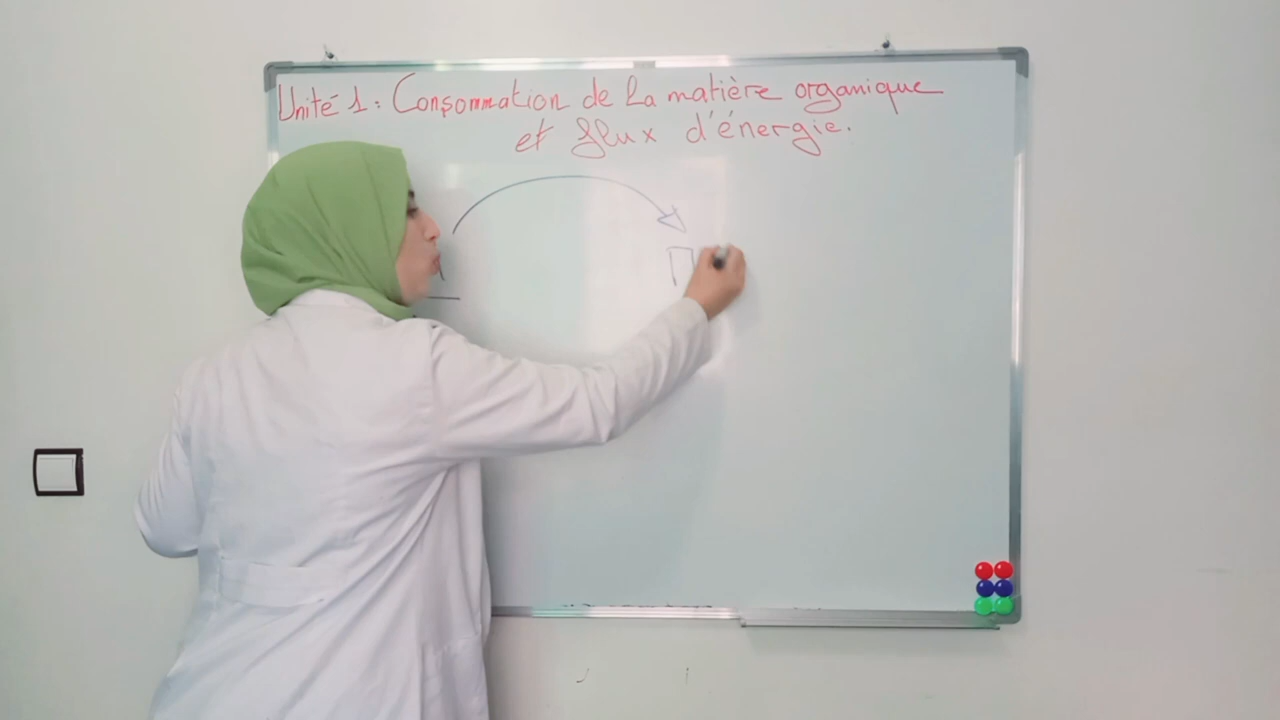 Unité 1: Consommation de la matière organique
et flux d'énergie.